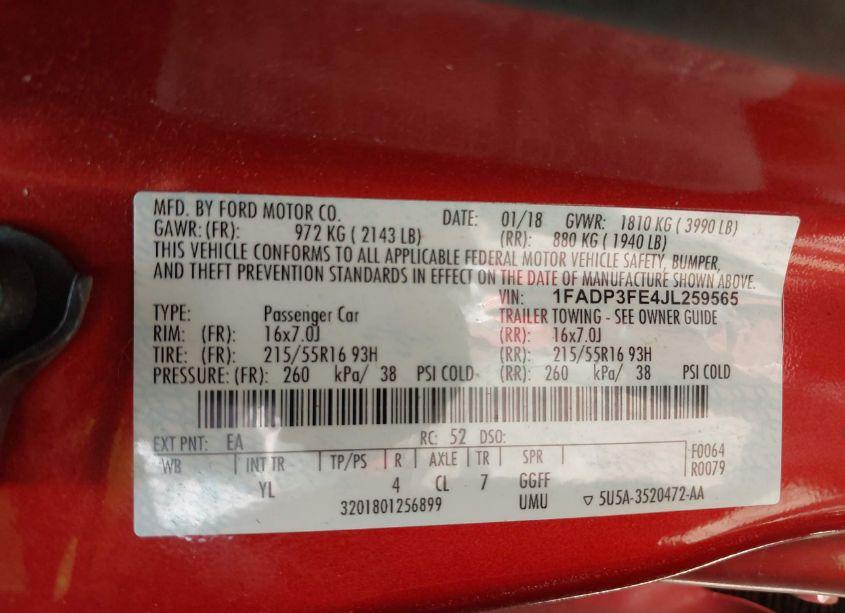 MFD. BY FORD MOTOR CO. DATE: 01/18 GVWR: 1810 KG ( 3990 LB)
GAWR: (FR): 972 KG ( 2143 LB) (RR): 880 KG ( 1940 LB)
THIS VEHICLE CONFORMS TO ALL APPLICABLE FEDERAL MOTOR VEHICLE SAFETY, BUMPER,
AND THEFT PREVENTION STANDARDS IN EFFECT ON THE DATE OF MANUFACTURE SHOWN ABOVE.
VIN: 1FADP3FE4JL259565
TYPE: Passenger Car TRAILER TOWING - SEE OWNER GUIDE
RIM: (FR): 16x7.0J (RR): 16x7.0J
TIRE: (FR): 215/55R16 93H (RR): 215/55R16 93H
PRESSURE: (FR): 260 kPa/ 38 PSI COLD (RR): 260 kPa/ 38 PSI COLD
EXT PNT: EA RC: 52 DSO:
WB INT TR TP/PS R AXLE TR SPR F0064
R0079
YL 4 CL 7 GGFF
3201801256899 UMU ▽ 5U5A-3520472-AA